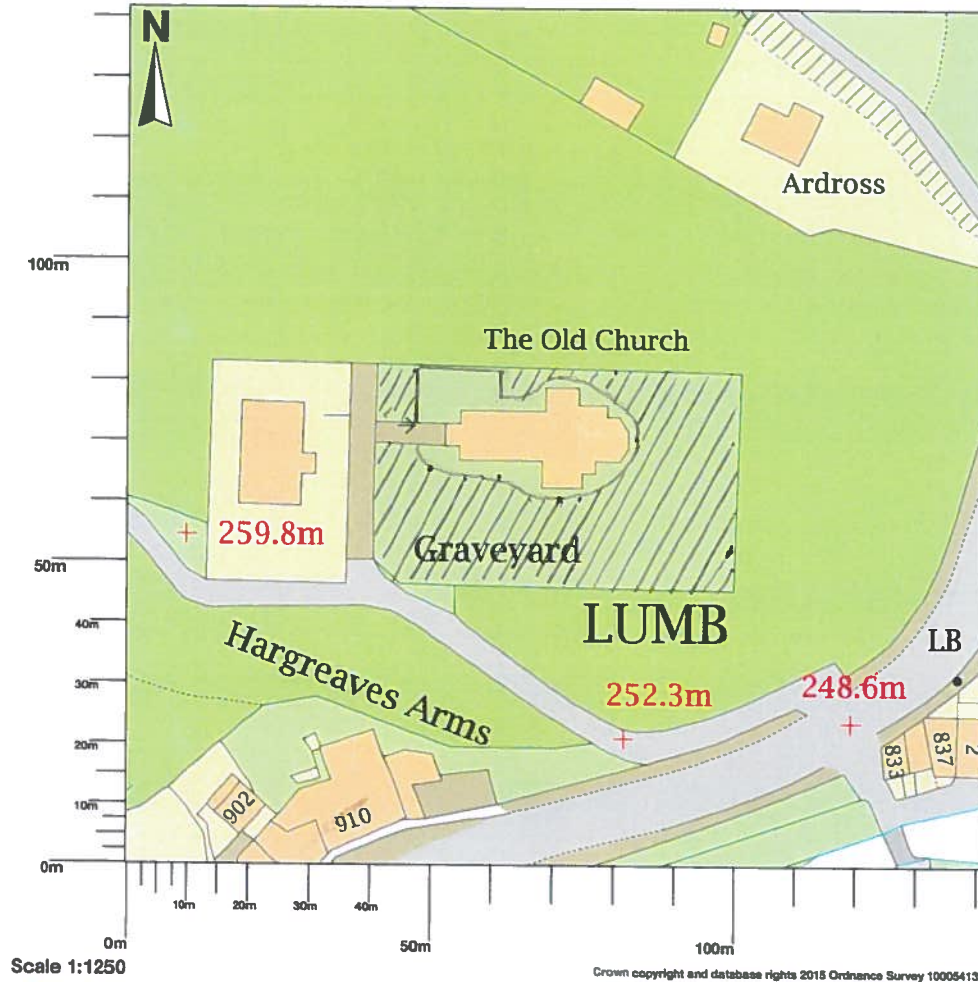 N
Ardross
100m
The Old Church
259.8m
Graveyard
50m
LUMB
40m
Hargreaves Arms
LB
30m
252.3m
248.6m
20m
833
837
2
902
10m
910
0m
10m
20m
30m
40m
0m
50m
100m
Scale 1:1250
Crown copyright and database rights 2015 Ordnance Survey 10005413